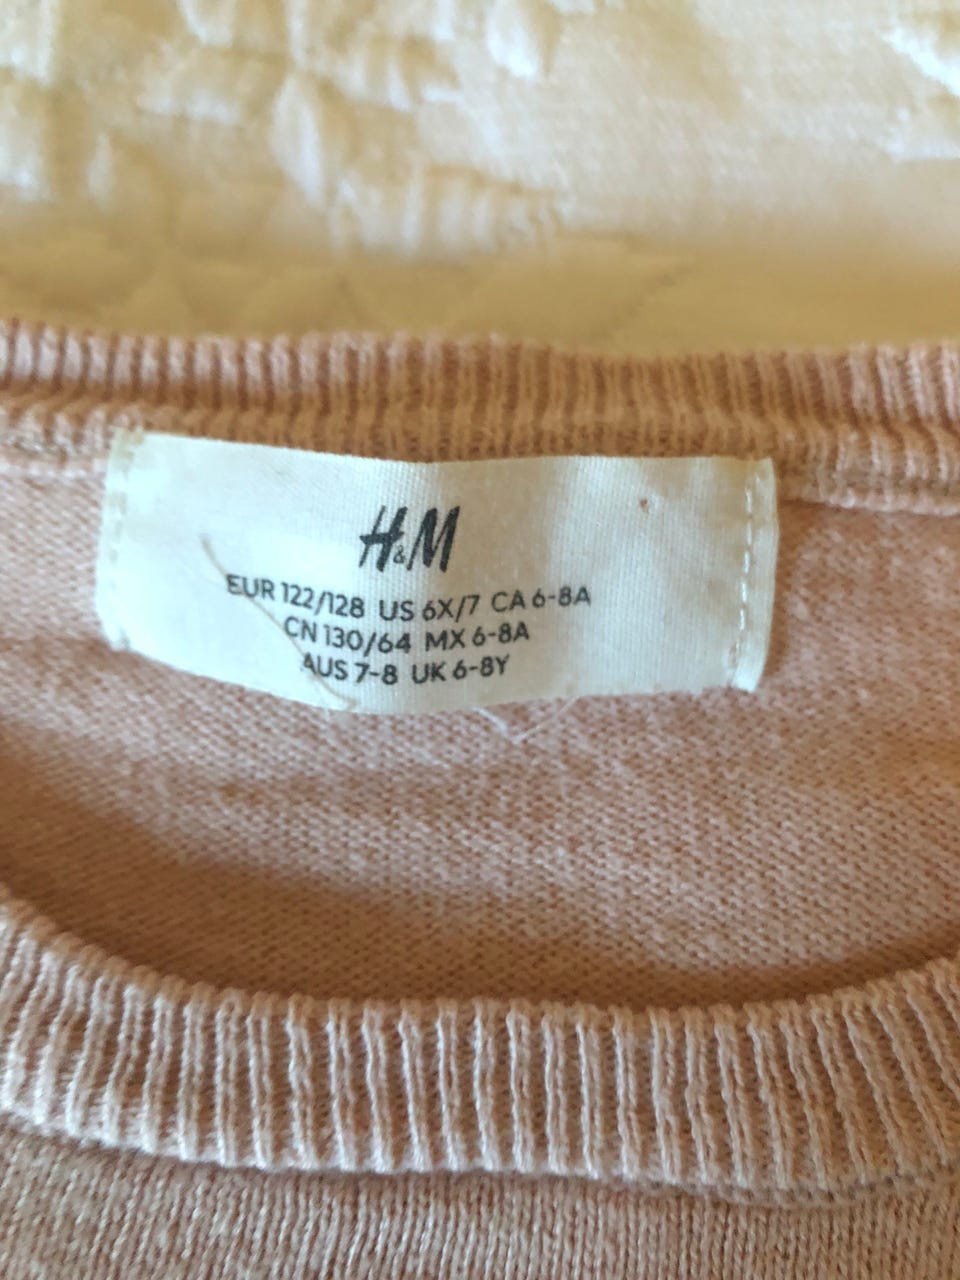 H&M
EUR 122/128 US 6X/7 CA 6-8A
CN 130/64 MX 6-8A
AUS 7-8 UK 6-8Y